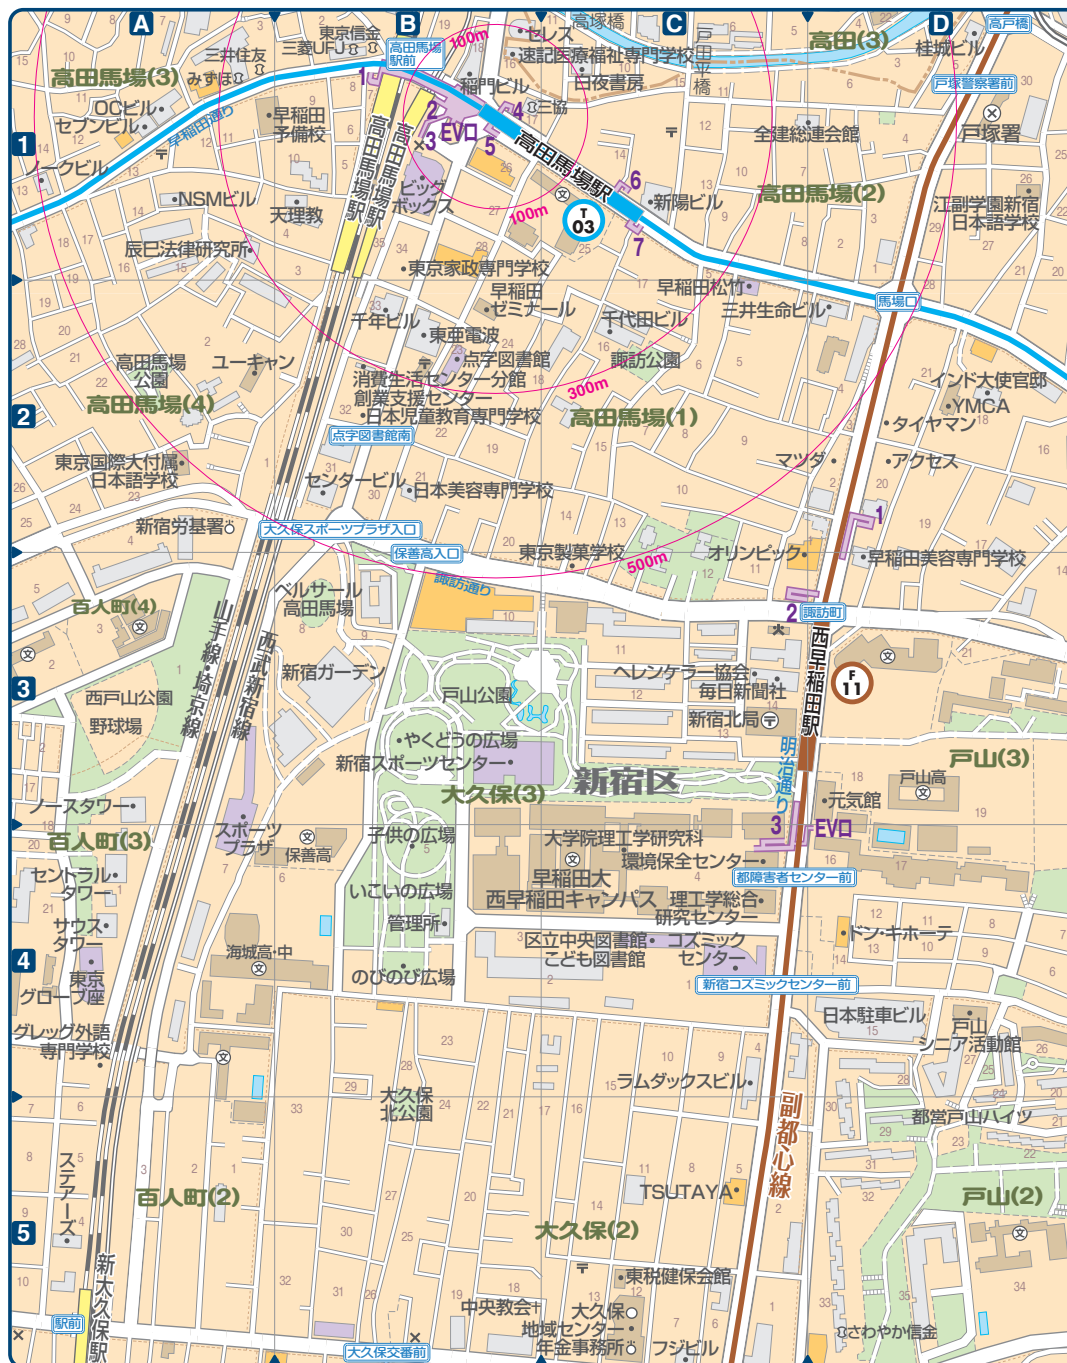 A
B
C
D
1
2
3
4
5
高田馬場(3)
三井住友
みずほ
東京信金
三菱UFJ
高田馬場
駅前
100m
セレス
速記医療福祉専門学校
白夜書房
高塚橋
戸田平橋
高田(3)
桂城ビル
高戸橋
戸塚警察署前
戸塚署
OCビル
セブンビル
早稲田通り
早稲田
予備校
ノークビル
NSMビル
天理教
辰巳法律研究所
1
2
3
EV口
4
5
稲門ビル
三協
高田馬場駅
高田馬場駅
高田馬場駅
ビッグ
ボックス
100m
T
03
6
7
新陽ビル
全建総連会館
高田馬場(2)
江副学園新宿
日本語学校
東京家政専門学校
早稲田
ゼミナール
千年ビル
東亜電波
点字図書館
消費生活センター分館
創業支援センター
日本児童教育専門学校
点字図書館南
早稲田松竹
三井生命ビル
馬場口
千代田ビル
諏訪公園
300m
高田馬場(1)
インド大使官邸
YMCA
タイヤマン
マツダ
アクセス
高田馬場
公園
高田馬場(4)
ユーキャン
東京国際大付属
日本語学校
新宿労基署
センタービル
日本美容専門学校
大久保スポーツプラザ入口
保善高入口
東京製菓学校
500m
オリンピック
1
早稲田美容専門学校
諏訪通り
2
諏訪町
百人町(4)
ベルサール
高田馬場
新宿ガーデン
西戸山公園
野球場
山手線・埼京線
西武新宿線
戸山公園
やくどうの広場
新宿スポーツセンター
新宿区
大久保(3)
ヘレンケラー協会
毎日新聞社
新宿北局
西早稲田駅
F
11
明治通り
戸山(3)
戸山高
元気館
3
EV口
ノースタワー
百人町(3)
スポーツ
プラザ
保善高
子供の広場
いこいの広場
管理所
のびのび広場
大学院理工学研究科
環境保全センター
早稲田大
西早稲田キャンパス
理工学総合
研究センター
都障害者センター前
セントラル
タワー
サウス
タワー
東京
グローブ座
グレッグ外語
専門学校
海城高・中
区立中央図書館
こども図書館
コズミック
センター
新宿コズミックセンター前
ドン・キホーテ
日本駐車ビル
戸山
シニア活動館
都営戸山ハイツ
大久保
北公園
ラムダックスビル
副都心線
TSUTAYA
ステアーズ
百人町(2)
大久保(2)
戸山(2)
新大久保駅
駅前
東税健保会館
中央教会
大久保
地域センター
年金事務所
フジビル
大久保交番前
さわやか信金